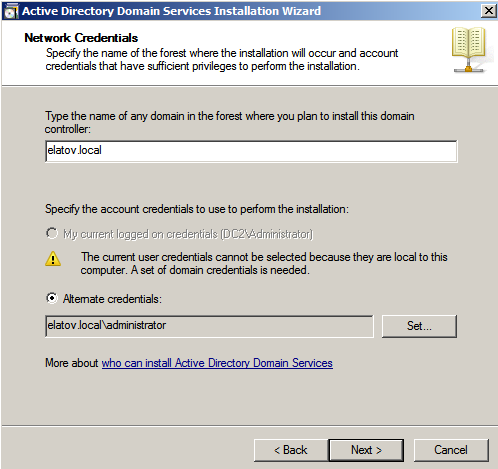 Active Directory Domain Services Installation Wizard
Network Credentials
Specify the name of the forest where the installation will occur and account
credentials that have sufficient privileges to perform the installation.
Type the name of any domain in the forest where you plan to install this domain
controller:
elatov.local
Specify the account credentials to use to perform the installation:
My current logged on credentials (DC2\Administrator)
The current user credentials cannot be selected because they are local to this
computer. A set of domain credentials is needed.
Alternate credentials:
elatov.local\administrator
Set...
More about who can install Active Directory Domain Services
< Back
Next >
Cancel